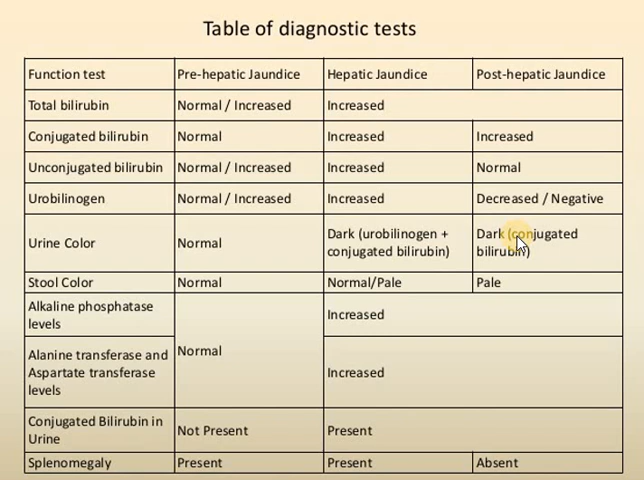 Table of diagnostic tests
Function test Pre-hepatic Jaundice Hepatic Jaundice Post-hepatic Jaundice
Total bilirubin Normal / Increased Increased
Conjugated bilirubin Normal Increased Increased
Unconjugated bilirubin Normal / Increased Increased Normal
Urobilinogen Normal / Increased Increased Decreased / Negative
Urine Color Normal Dark (urobilinogen +
conjugated bilirubin) Dark (conjugated
bilirubin)
Stool Color Normal Normal/Pale Pale
Alkaline phosphatase
levels Increased
Normal
Alanine transferase and
Aspartate transferase
levels Increased
Conjugated Bilirubin in
Urine Not Present Present
Splenomegaly Present Present Absent